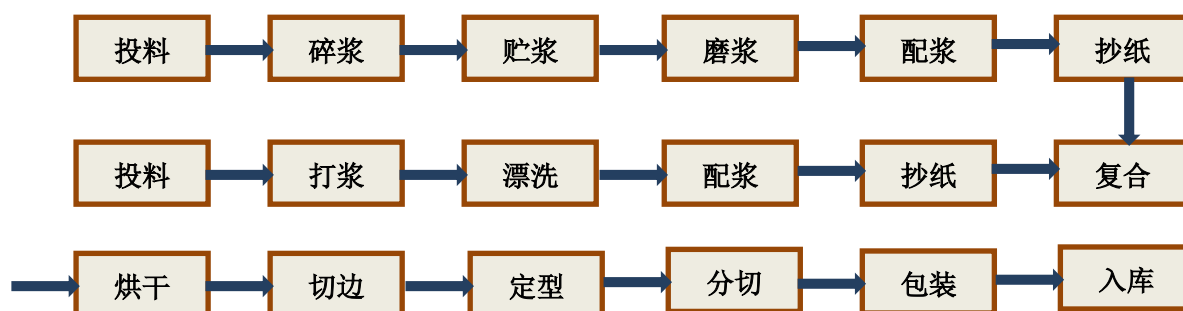 投料 碎浆 贮浆 磨浆 配浆 抄纸
投料 打浆 漂洗 配浆 抄纸 复合
烘干 切边 定型 分切 包装 入库